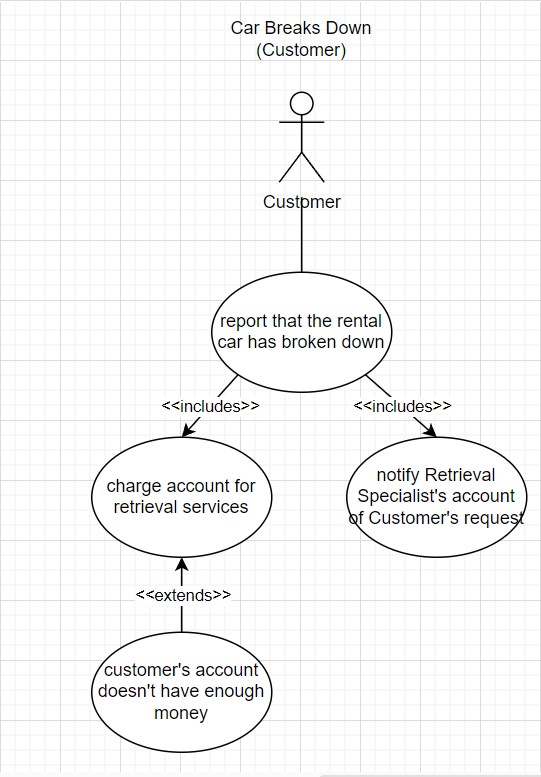 Car Breaks Down
(Customer)
Customer
report that the rental
car has broken down
<<includes>>
<<includes>>
charge account for
retrieval services
notify Retrieval
Specialist's account
of Customer's request
<<extends>>
customer's account
doesn't have enough
money